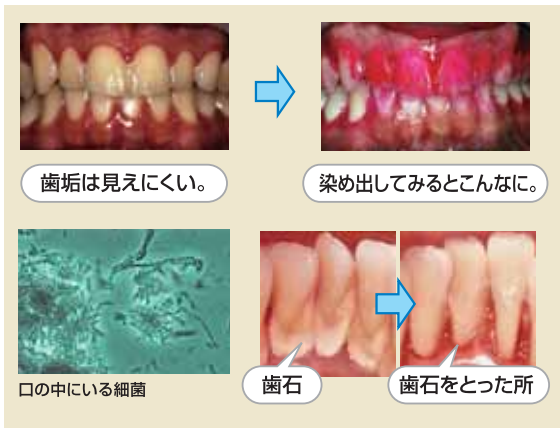 歯垢は見えにくい。
染め出してみるとこんなに。
口の中にいる細菌
歯石
歯石をとった所